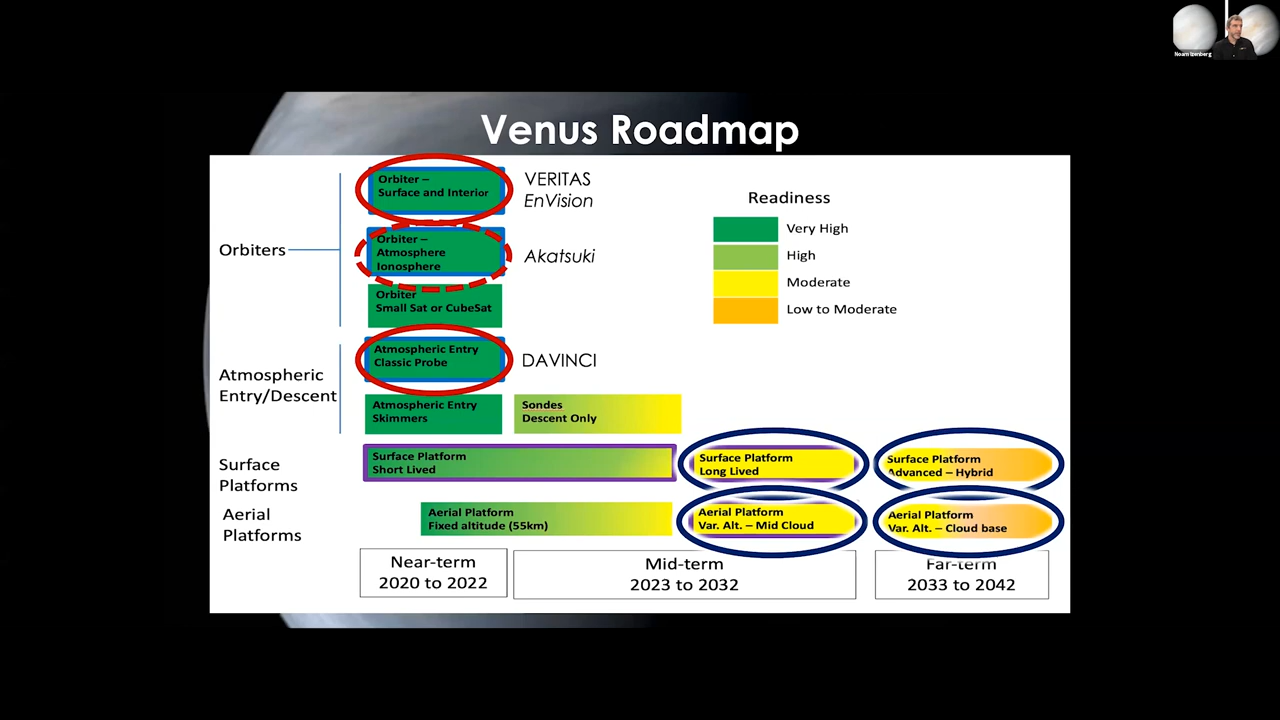 Noam Izenberg
Venus Roadmap
Orbiters
Orbiter –
Surface and Interior
VERITAS
EnVision
Orbiter –
Atmosphere
Ionosphere
Akatsuki
Orbiter
Small Sat or CubeSat
Readiness
Very High
High
Moderate
Low to Moderate
Atmospheric
Entry/Descent
Atmospheric Entry
Classic Probe
DAVINCI
Atmospheric Entry
Skimmers
Sondes
Descent Only
Surface
Platforms
Surface Platform
Short Lived
Surface Platform
Long Lived
Surface Platform
Advanced – Hybrid
Aerial
Platforms
Aerial Platform
Fixed altitude (55km)
Aerial Platform
Var. Alt. – Mid Cloud
Aerial Platform
Var. Alt. – Cloud base
Near-term
2020 to 2022
Mid-term
2023 to 2032
Far-term
2033 to 2042